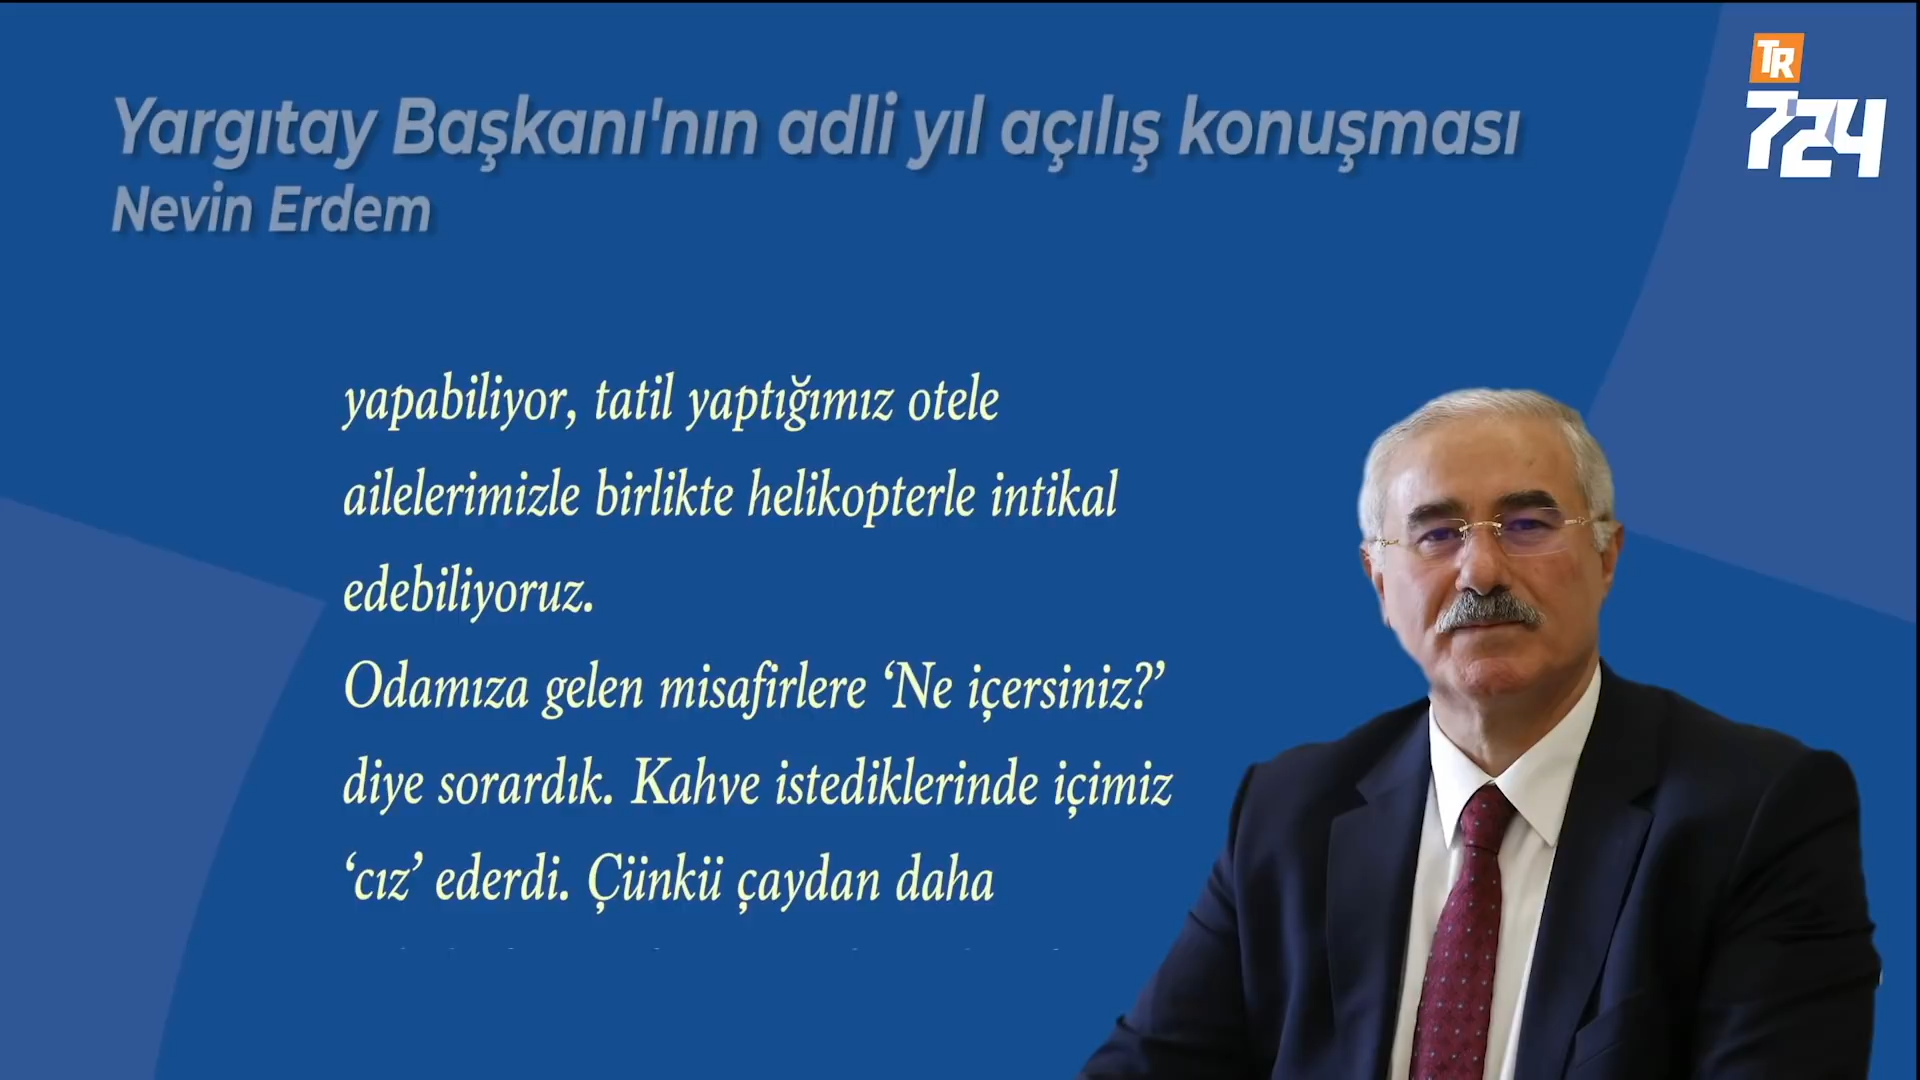 TR
724
Yargıtay Başkanı'nın adli yıl açılış konuşması
Nevin Erdem
yapabiliyor, tatil yaptığımız otele
ailelerimizle birlikte helikopterle intikal
edebiliyoruz.
Odamıza gelen misafirlere ‘Ne içersiniz?’
diye sorardık. Kahve istediklerinde içimiz
‘cız’ ederdi. Çünkü çaydan daha